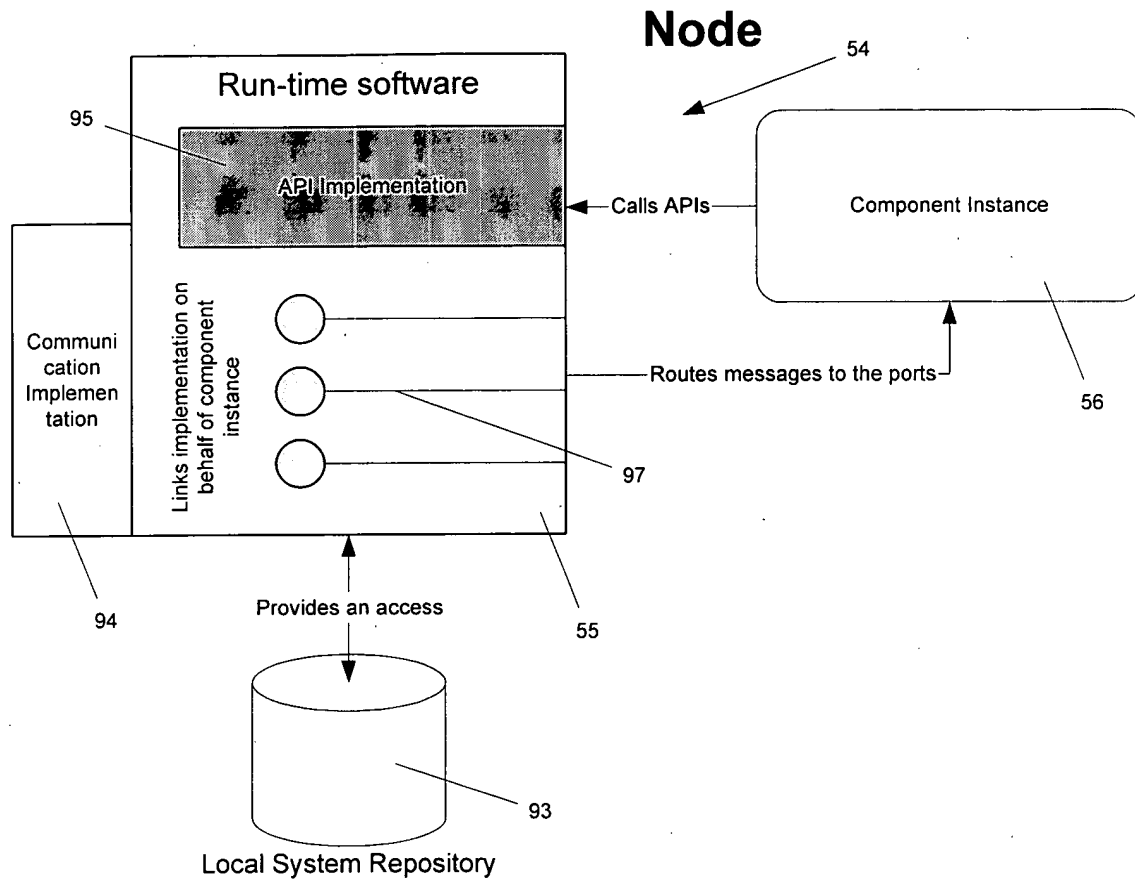 Node
54
Run-time software
95
API Implementation
Calls APIs
Component Instance
Communi
cation
Implemen
tation
Links implementation on
behalf of component
instance
Routes messages to the ports
56
97
94
Provides an access
55
93
Local System Repository